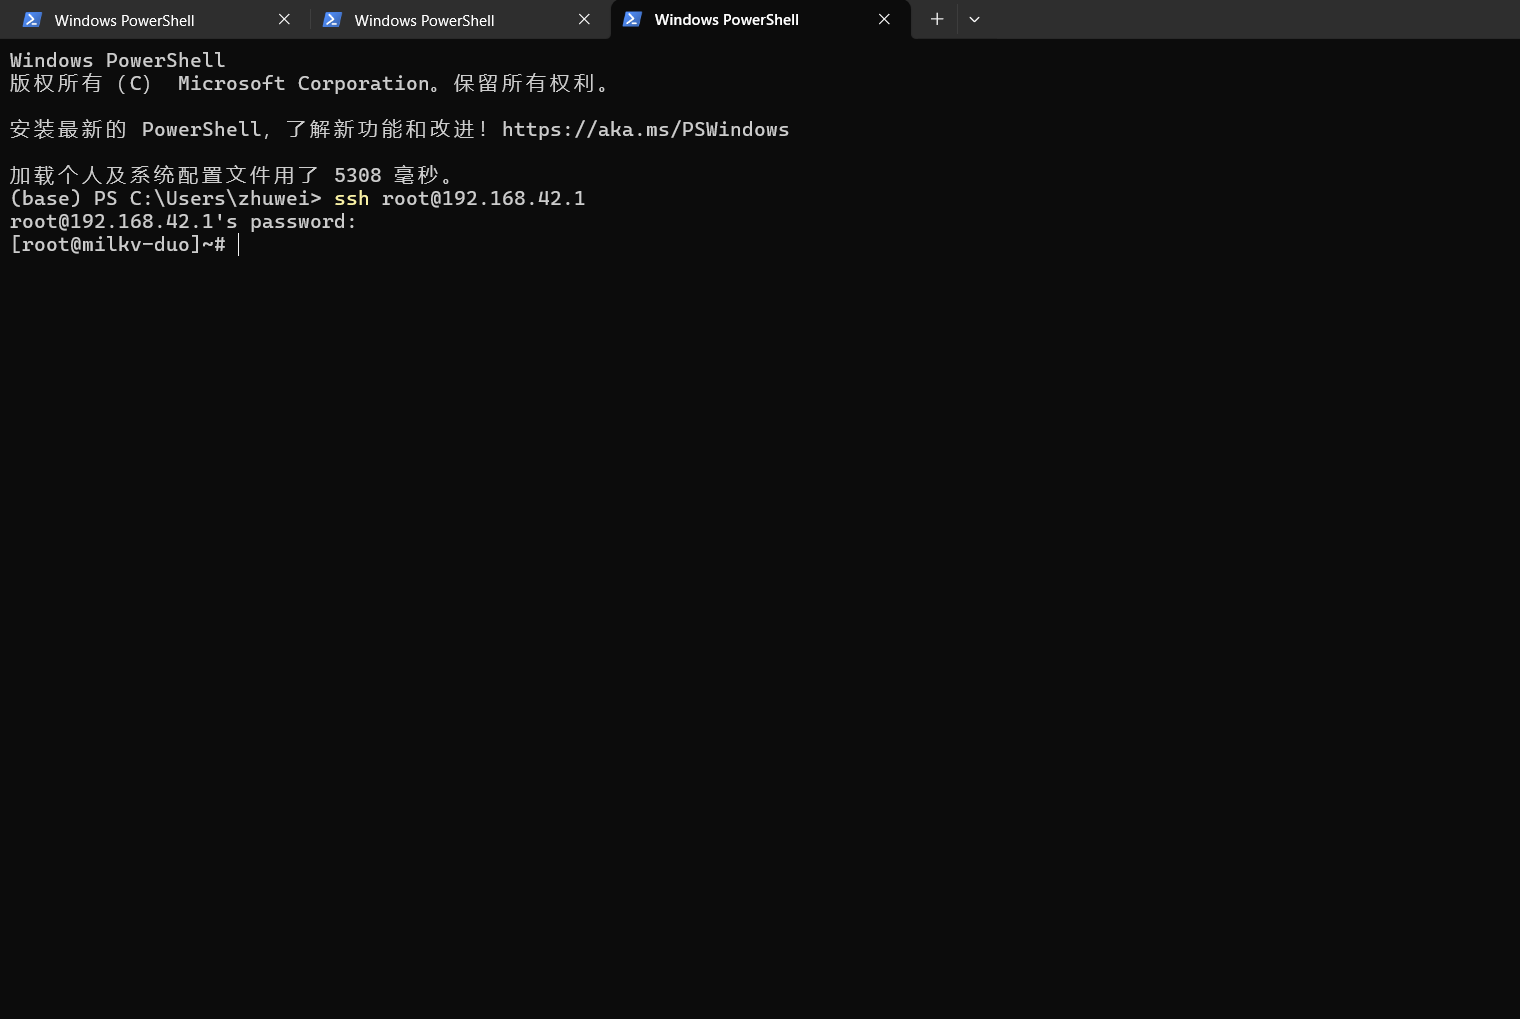 Windows PowerShell
Windows PowerShell
Windows PowerShell
Windows PowerShell
版权所有（C） Microsoft Corporation。保留所有权利。
安装最新的 PowerShell，了解新功能和改进！https://aka.ms/PSWindows
加载个人及系统配置文件用了 5308 毫秒。
(base) PS C:\Users\zhuwei> ssh root@192.168.42.1
root@192.168.42.1's password:
[root@milkv-duo]~#